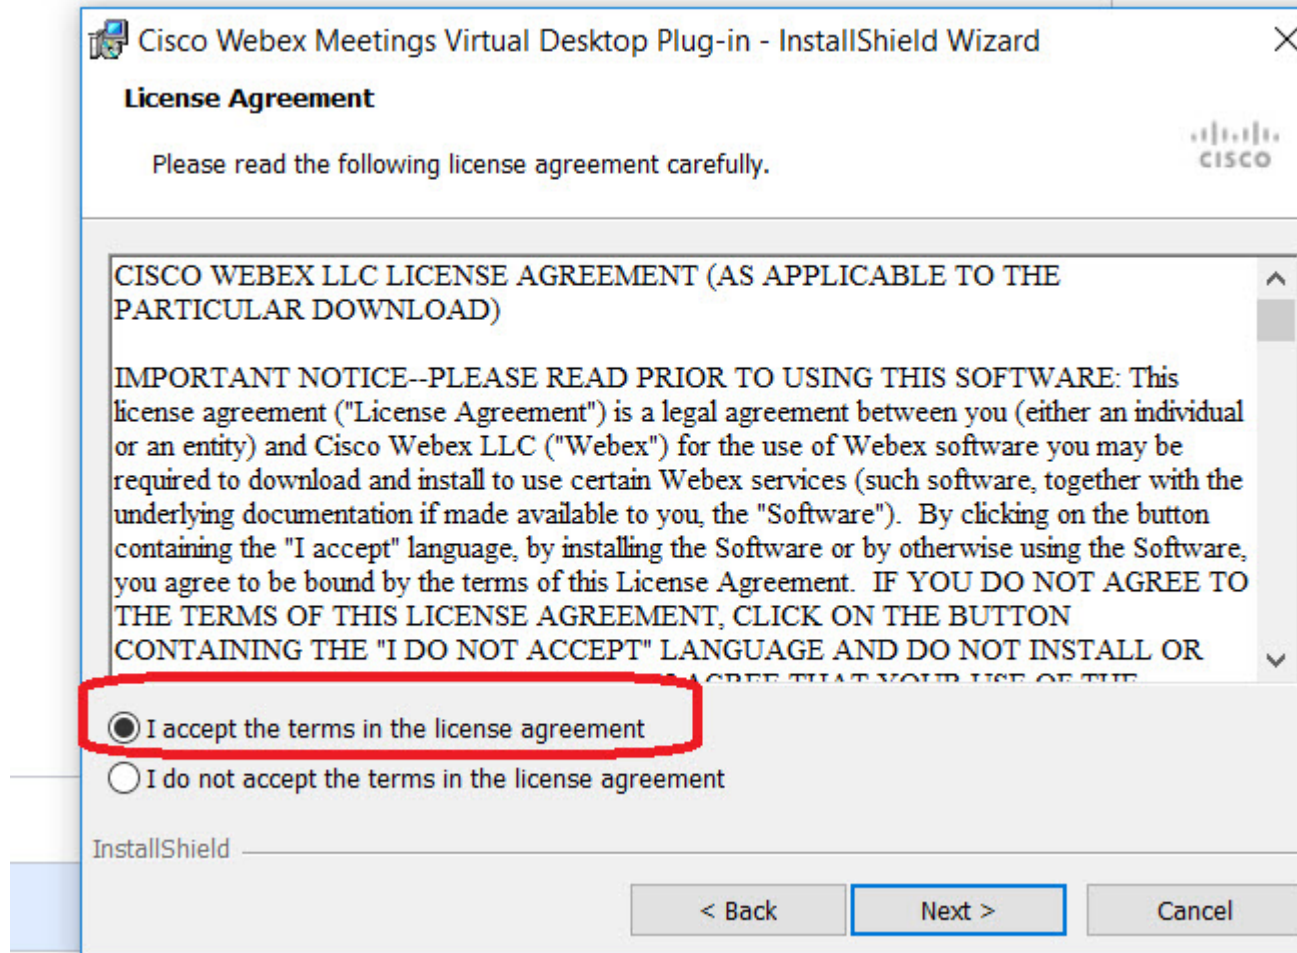 Cisco Webex Meetings Virtual Desktop Plug-in - InstallShield Wizard
License Agreement
Please read the following license agreement carefully.
CISCO
CISCO WEBEX LLC LICENSE AGREEMENT (AS APPLICABLE TO THE
PARTICULAR DOWNLOAD)
IMPORTANT NOTICE--PLEASE READ PRIOR TO USING THIS SOFTWARE: This
license agreement ("License Agreement") is a legal agreement between you (either an individual
or an entity) and Cisco Webex LLC ("Webex") for the use of Webex software you may be
required to download and install to use certain Webex services (such software, together with the
underlying documentation if made available to you, the "Software").  By clicking on the button
containing the "I accept" language, by installing the Software or by otherwise using the Software,
you agree to be bound by the terms of this License Agreement.  IF YOU DO NOT AGREE TO
THE TERMS OF THIS LICENSE AGREEMENT, CLICK ON THE BUTTON
CONTAINING THE "I DO NOT ACCEPT" LANGUAGE AND DO NOT INSTALL OR
AGREE THAT YOUR USE OF THE
I accept the terms in the license agreement
I do not accept the terms in the license agreement
InstallShield
< Back
Next >
Cancel